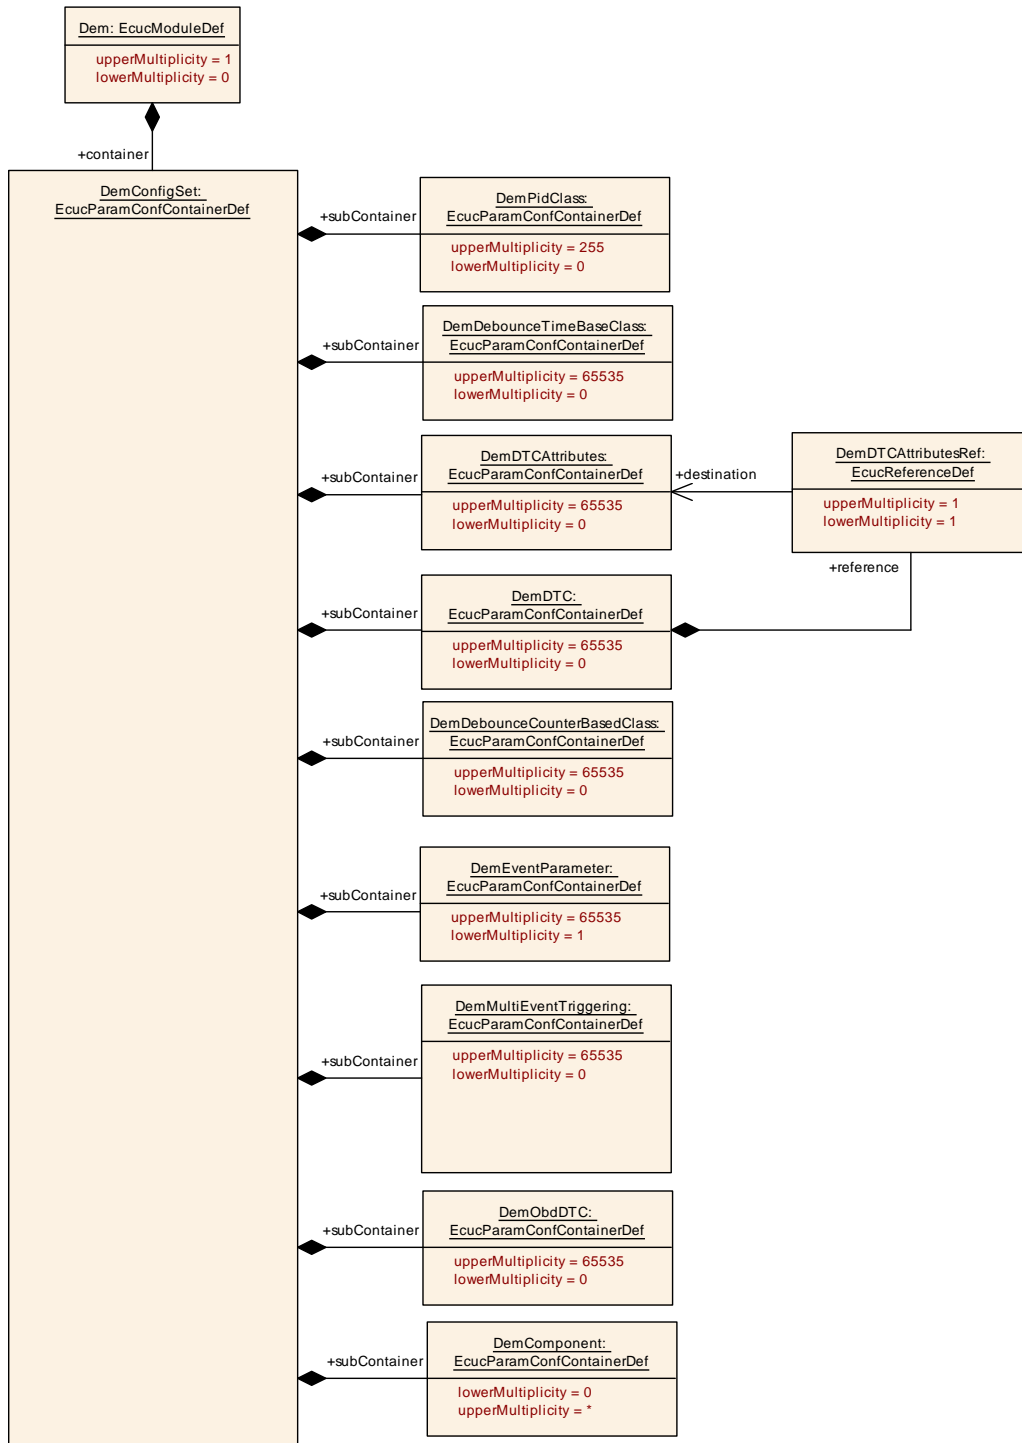 Dem: EcucModuleDef
upperMultiplicity = 1
lowerMultiplicity = 0
+container
DemConfigSet:
EcucParamConfContainerDef
+subContainer
DemPidClass:
EcucParamConfContainerDef
upperMultiplicity = 255
lowerMultiplicity = 0
+subContainer
DemDebounceTimeBaseClass:
EcucParamConfContainerDef
upperMultiplicity = 65535
lowerMultiplicity = 0
+subContainer
DemDTCAttributes:
EcucParamConfContainerDef
upperMultiplicity = 65535
lowerMultiplicity = 0
+destination
DemDTCAttributesRef:
EcucReferenceDef
upperMultiplicity = 1
lowerMultiplicity = 1
+reference
+subContainer
DemDTC:
EcucParamConfContainerDef
upperMultiplicity = 65535
lowerMultiplicity = 0
+subContainer
DemDebounceCounterBasedClass:
EcucParamConfContainerDef
upperMultiplicity = 65535
lowerMultiplicity = 0
+subContainer
DemEventParameter:
EcucParamConfContainerDef
upperMultiplicity = 65535
lowerMultiplicity = 1
+subContainer
DemMultiEventTriggering:
EcucParamConfContainerDef
upperMultiplicity = 65535
lowerMultiplicity = 0
+subContainer
DemObdDTC:
EcucParamConfContainerDef
upperMultiplicity = 65535
lowerMultiplicity = 0
+subContainer
DemComponent:
EcucParamConfContainerDef
lowerMultiplicity = 0
upperMultiplicity = *